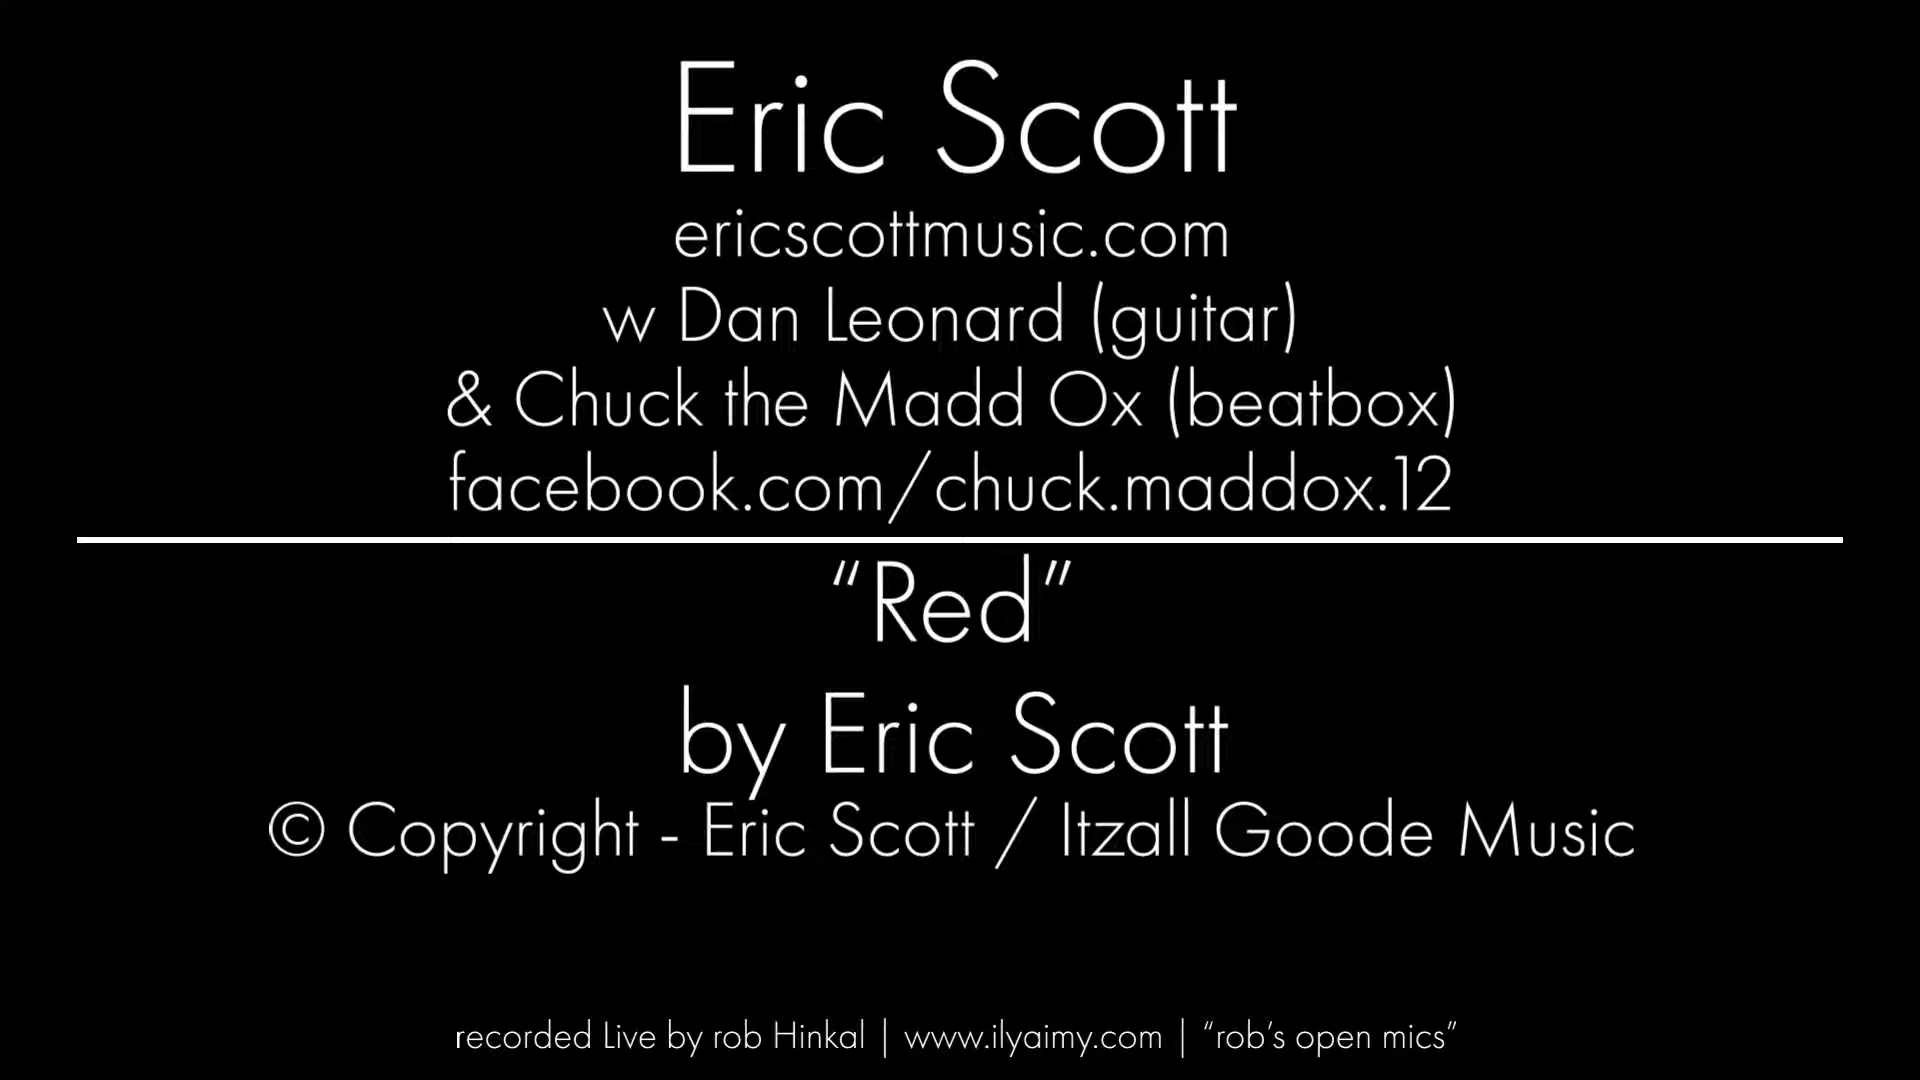 Eric Scott
ericscottmusic.com
w Dan Leonard (guitar)
& Chuck the Madd Ox (beatbox)
facebook.com/chuck.maddox.12
“Red”
by Eric Scott
© Copyright - Eric Scott / Itzall Goode Music
recorded Live by rob Hinkal | www.ilyaimy.com | “rob’s open mics”